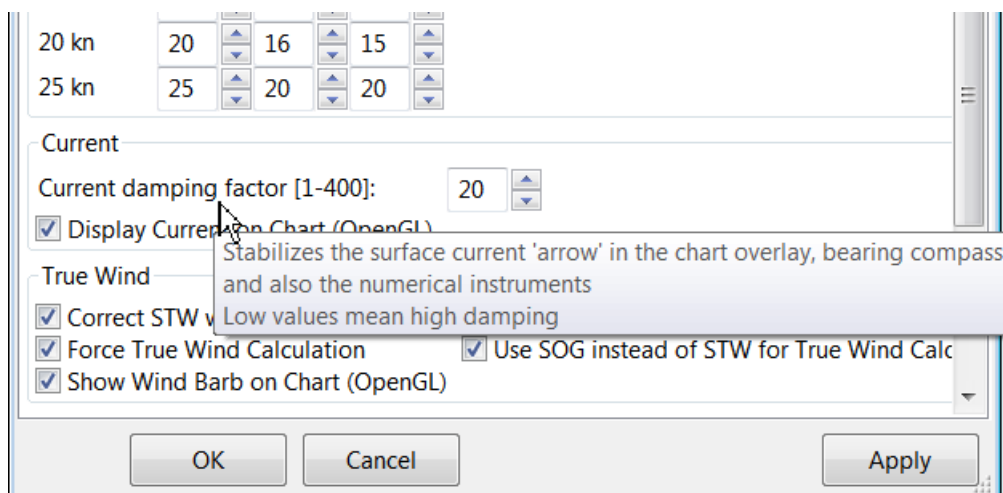 20 kn 20 16 15
25 kn 25 20 20
Current
Current damping factor [1-400]: 20
Display Current on Chart (OpenGL)
Stabilizes the surface current 'arrow' in the chart overlay, bearing compass
and also the numerical instruments
Low values mean high damping
True Wind
Correct STW
Force True Wind Calculation Use SOG instead of STW for True Wind Calc
Show Wind Barb on Chart (OpenGL)
OK Cancel Apply